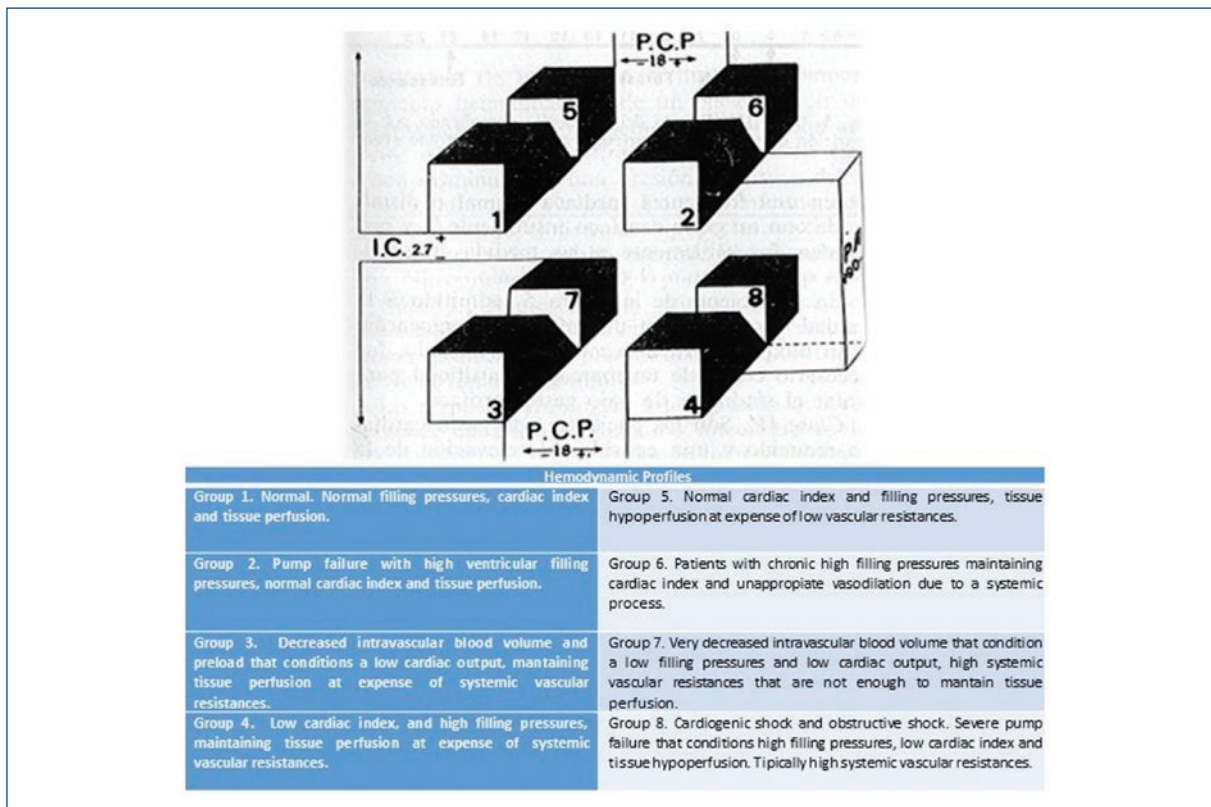 P.C.P
- 18 +
5
6
1
2
I.C. 2.7 + -
P.A
90
7
8
3
4
P.C.P.
- 18 +
Hemodynamic Profiles
Group 1. Normal. Normal filling pressures, cardiac index
and tissue perfusion.
Group 5. Normal cardiac index and filling pressures, tissue
hypoperfusion at expense of low vascular resistances.
Group 2. Pump failure with high ventricular filling
pressures, normal cardiac index and tissue perfusion.
Group 6. Patients with chronic high filling pressures maintaining
cardiac index and unappropiate vasodilation due to a systemic
process.
Group 3. Decreased intravascular blood volume and
preload that conditions a low cardiac output, mantaining
tissue perfusion at expense of systemic vascular
resistances.
Group 7. Very decreased intravascular blood volume that condition
a low filling pressures and low cardiac output, high systemic
vascular resistances that are not enough to mantain tissue
perfusion.
Group 4. Low cardiac index, and high filling pressures,
maintaining tissue perfusion at expense of systemic
vascular resistances.
Group 8. Cardiogenic shock and obstructive shock. Severe pump
failure that conditions high filling pressures, low cardiac index and
tissue hypoperfusion. Tipically high systemic vascular resistances.